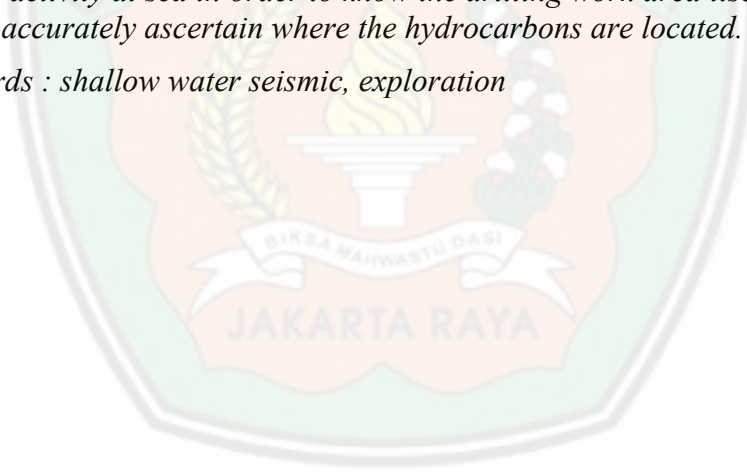 activity at sea in order to know the drilling work area
accurately ascertain where the hydrocarbons are located.
rds : shallow water seismic, exploration
BIKSA MAHWASTU DASI
JAKARTA RAYA